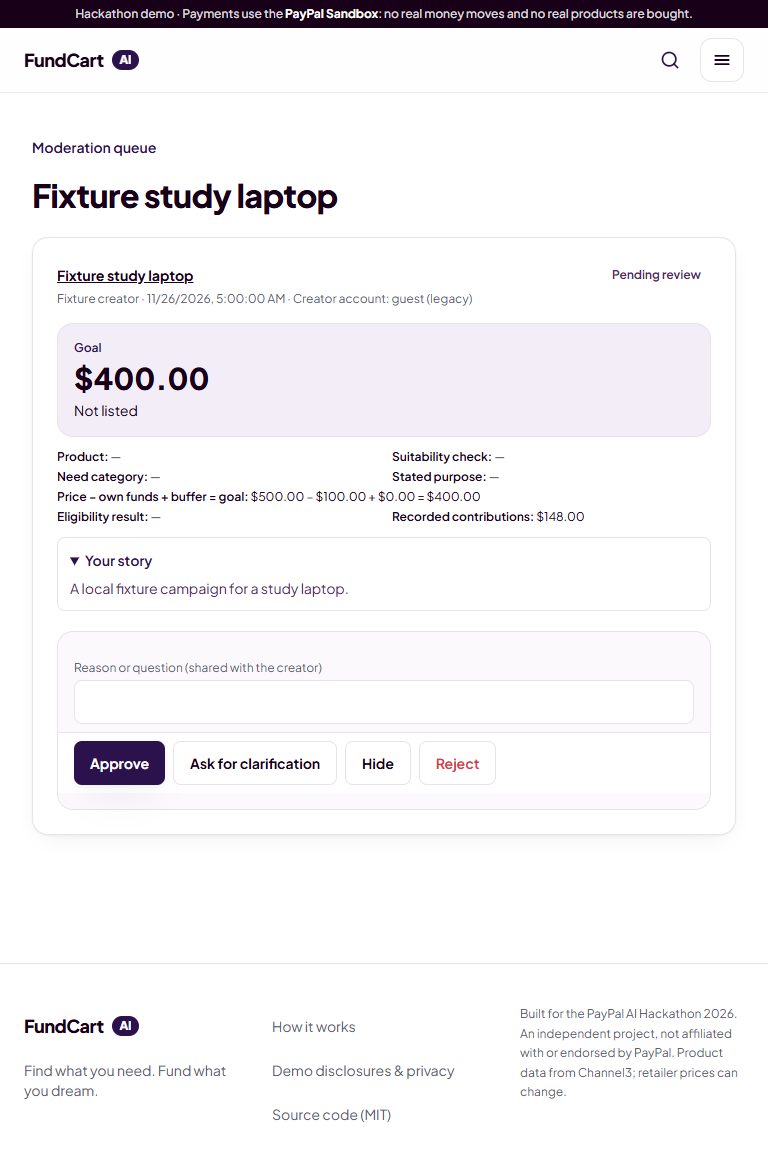 Hackathon demo · Payments use the PayPal Sandbox: no real money moves and no real products are bought.
FundCart AI
Moderation queue
Fixture study laptop
Fixture study laptop
Pending review
Fixture creator · 11/26/2026, 5:00:00 AM · Creator account: guest (legacy)
Goal
$400.00
Not listed
Product: —
Suitability check: —
Need category: —
Stated purpose: —
Price − own funds + buffer = goal: $500.00 − $100.00 + $0.00 = $400.00
Eligibility result: —
Recorded contributions: $148.00
▼ Your story
A local fixture campaign for a study laptop.
Reason or question (shared with the creator)
Approve
Ask for clarification
Hide
Reject
FundCart AI
Find what you need. Fund what
you dream.
How it works
Demo disclosures & privacy
Source code (MIT)
Built for the PayPal AI Hackathon 2026.
An independent project, not affiliated
with or endorsed by PayPal. Product
data from Channel3; retailer prices can
change.